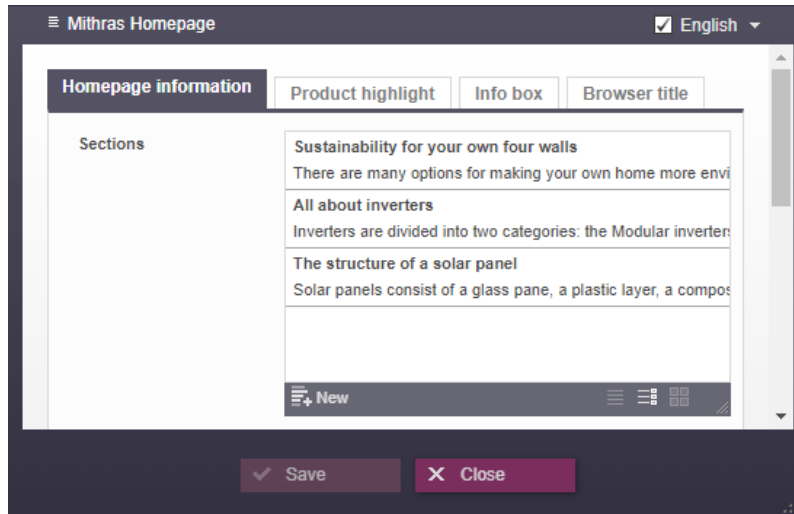 Mithras Homepage
English
Homepage information
Product highlight
Info box
Browser title
Sections
Sustainability for your own four walls
There are many options for making your own home more envi
All about inverters
Inverters are divided into two categories: the Modular inverter
The structure of a solar panel
Solar panels consist of a glass pane, a plastic layer, a compos
New
Save
Close